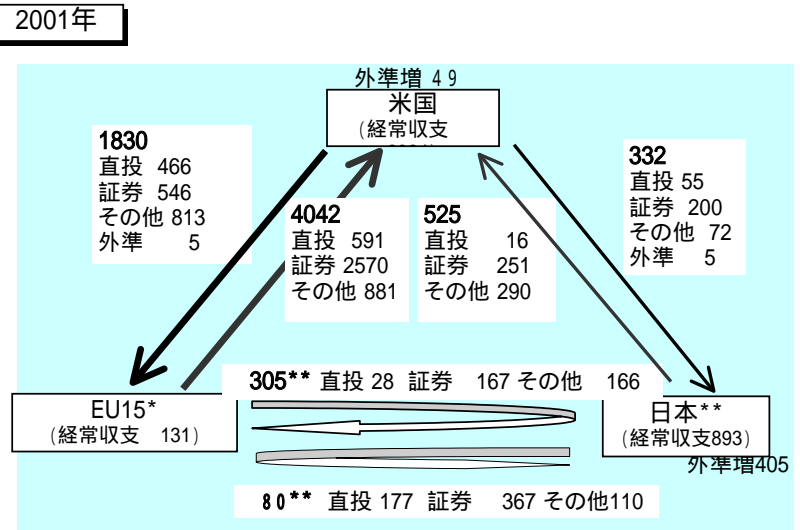 2001年
外準増 49
米国
(経常収支
1830
直投 466
証券 546
その他 813
外準 5
4042
直投 591
証券 2570
その他 881
525
直投 16
証券 251
その他 290
332
直投 55
証券 200
その他 72
外準 5
305** 直投 28 証券 167 その他 166
EU15*
(経常収支 131)
日本**
(経常収支893)
外準増405
80** 直投 177 証券 367 その他110